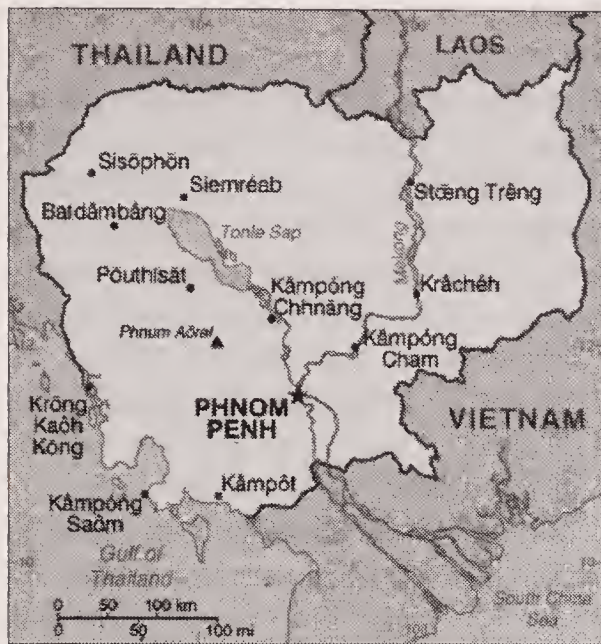 THAILAND
LAOS
Sisŏphŏn
Siemréab
Stœng Trêng
Batdâmbâng
Tonle Sap
Mekong
Poŭthĭsăt
Krâchéh
Kâmpóng
Chhnăng
Phnum Aôral
Kâmpóng
Cham
PHNOM
PENH
VIETNAM
Krŏng
Kaôh
Kŏng
Kâmpôt
Kâmpóng
Saôm
Gulf of
Thailand
South China
Sea
0 50 100 km
0 50 100 mi